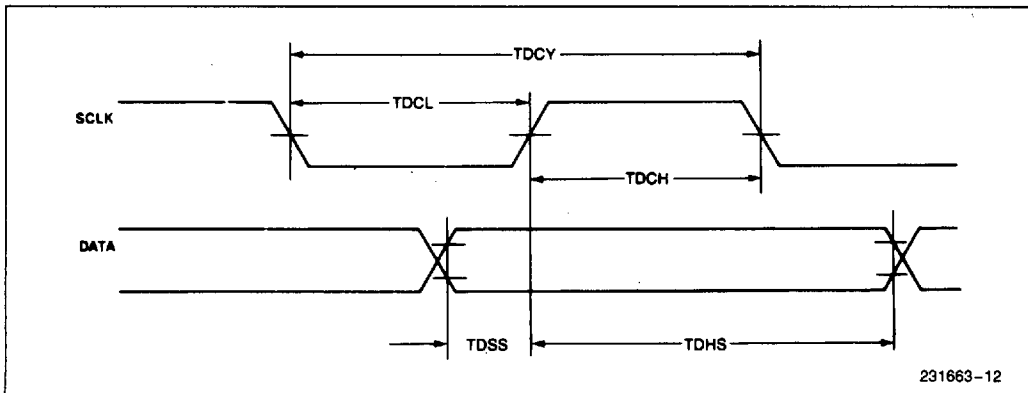 TDCY
TDCL
SCLK
TDCH
DATA
TDSS
TDHS
231663-12